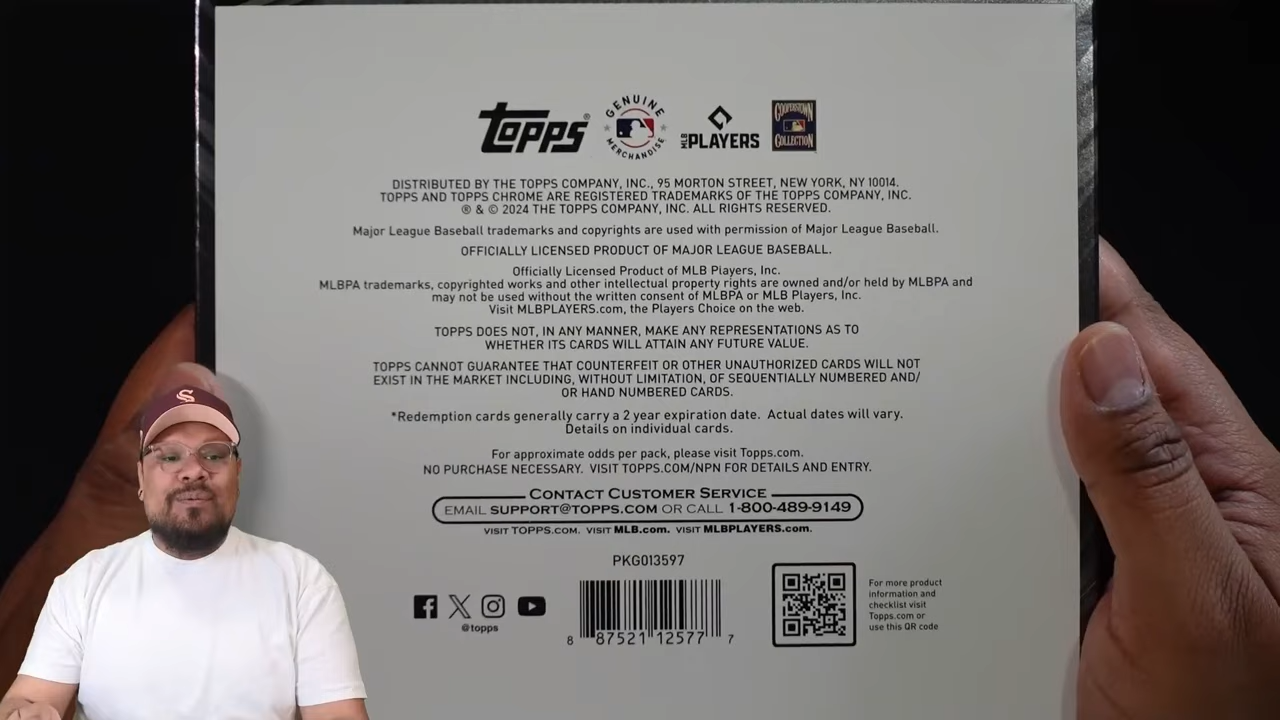 Topps®
GENUINE
MERCHANDISE
MLB PLAYERS
COOPERSTOWN
COLLECTION
DISTRIBUTED BY THE TOPPS COMPANY, INC., 95 MORTON STREET, NEW YORK, NY 10014.
TOPPS AND TOPPS CHROME ARE REGISTERED TRADEMARKS OF THE TOPPS COMPANY, INC.
® & © 2024 THE TOPPS COMPANY, INC. ALL RIGHTS RESERVED.
Major League Baseball trademarks and copyrights are used with permission of Major League Baseball.
OFFICIALLY LICENSED PRODUCT OF MAJOR LEAGUE BASEBALL.
Officially Licensed Product of MLB Players, Inc.
MLBPA trademarks, copyrighted works and other intellectual property rights are owned and/or held by MLBPA and
may not be used without the written consent of MLBPA or MLB Players, Inc.
Visit MLBPLAYERS.com, the Players Choice on the web.
TOPPS DOES NOT, IN ANY MANNER, MAKE ANY REPRESENTATIONS AS TO
WHETHER ITS CARDS WILL ATTAIN ANY FUTURE VALUE.
TOPPS CANNOT GUARANTEE THAT COUNTERFEIT OR OTHER UNAUTHORIZED CARDS WILL NOT
EXIST IN THE MARKET INCLUDING, WITHOUT LIMITATION, OF SEQUENTIALLY NUMBERED AND/
OR HAND NUMBERED CARDS.
*Redemption cards generally carry a 2 year expiration date. Actual dates will vary.
Details on individual cards.
For approximate odds per pack, please visit Topps.com.
NO PURCHASE NECESSARY. VISIT TOPPS.COM/NPN FOR DETAILS AND ENTRY.
CONTACT CUSTOMER SERVICE
EMAIL SUPPORT@TOPPS.COM OR CALL 1-800-489-9149
VISIT TOPPS.COM. VISIT MLB.com. VISIT MLBPLAYERS.com.
PKG013597
@topps
8 87521 12577 7
For more product
information and
checklist visit
Topps.com or
use this QR code
S